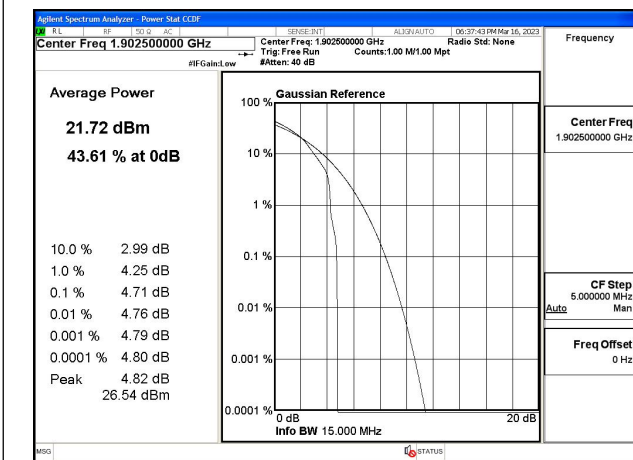 Agilent Spectrum Analyzer - Power Stat CCDF
LXI RL RF 50 Ω AC SENSE:INT ALIGN AUTO 06:37:43 PM Mar 16, 2023
Center Freq 1.902500000 GHz
Center Freq: 1.902500000 GHz Radio Std: None
Trig: Free Run Counts:1.00 M/1.00 Mpt
#IFGain:Low #Atten: 40 dB
Frequency
Average Power
21.72 dBm
43.61 % at 0dB
10.0 % 2.99 dB
1.0 % 4.25 dB
0.1 % 4.71 dB
0.01 % 4.76 dB
0.001 % 4.79 dB
0.0001 % 4.80 dB
Peak 4.82 dB
26.54 dBm
Gaussian Reference
100 %
10 %
1 %
0.1 %
0.01 %
0.001 %
0.0001 %
0 dB 20 dB
Info BW 15.000 MHz
Center Freq
1.902500000 GHz
CF Step
5.000000 MHz
Auto Man
Freq Offset
0 Hz
MSG STATUS